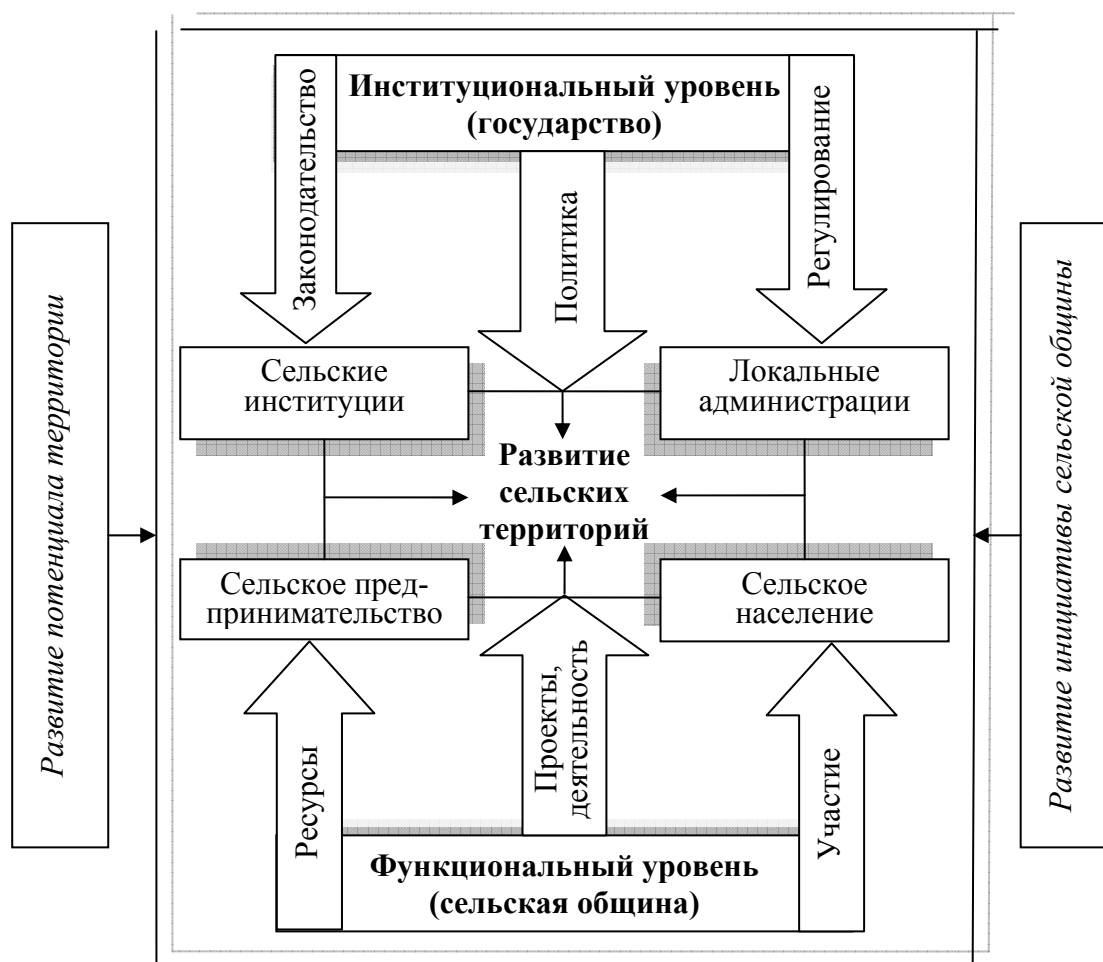 Институциональный уровень
(государство)
Законодательство
Политика
Регулирование
Развитие потенциала территории
Развитие инициативы сельской общины
Сельские
институции
Локальные
администрации
Развитие
сельских
территорий
Сельское пред-
принимательство
Сельское
население
Ресурсы
Проекты,
деятельность
Участие
Функциональный уровень
(сельская община)